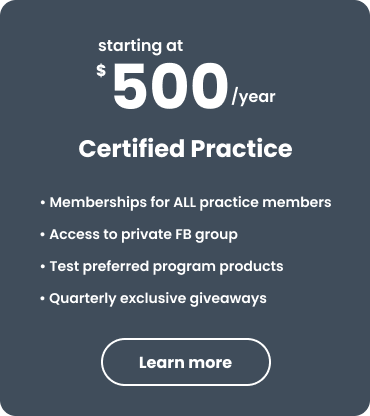 starting at
$500/year
Certified Practice
• Memberships for ALL practice members
• Access to private FB group
• Test preferred program products
• Quarterly exclusive giveaways
Learn more